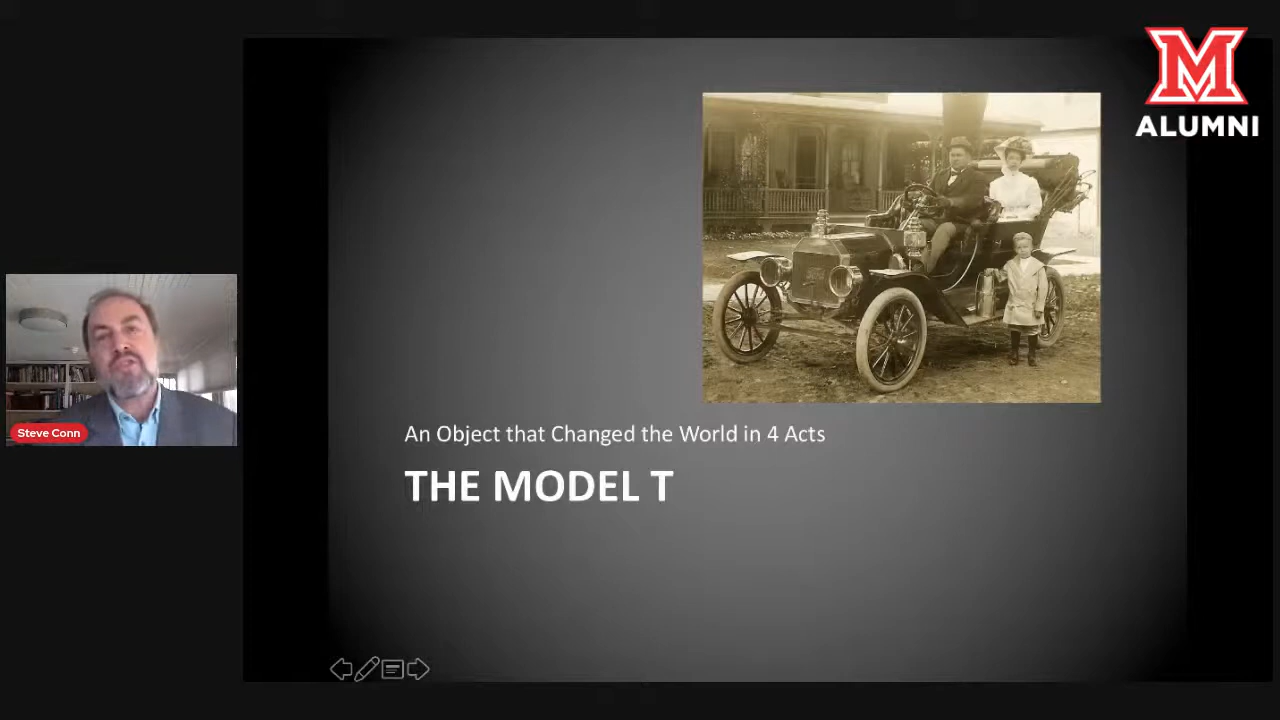 M
ALUMNI
Steve Conn
An Object that Changed the World in 4 Acts
THE MODEL T